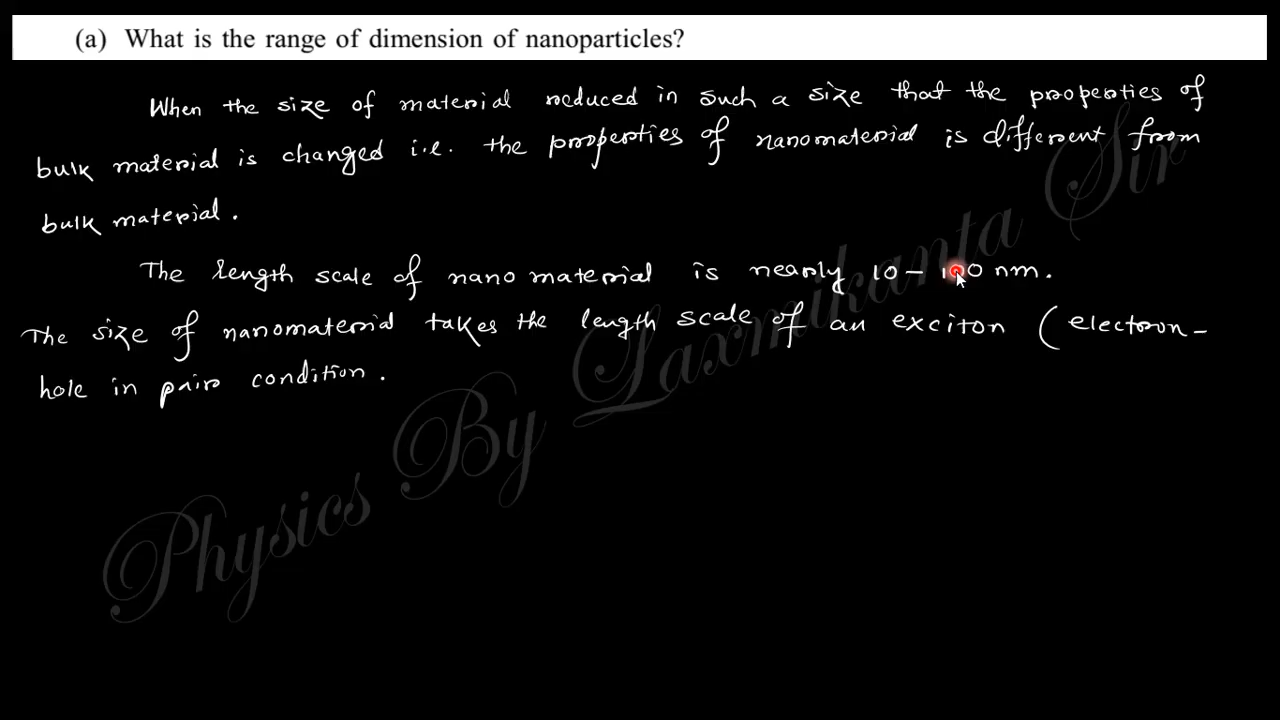 (a) What is the range of dimension of nanoparticles?
When the size of material reduced in such a size that the properties of
bulk material is changed i.e. the properties of nanomaterial is different from
bulk material.
The length scale of nano material is nearly 10 - 100 nm.
The size of nanomaterial takes the length scale of an exciton (electron-
hole in pair condition.
Physics By Laxmikanta Sir